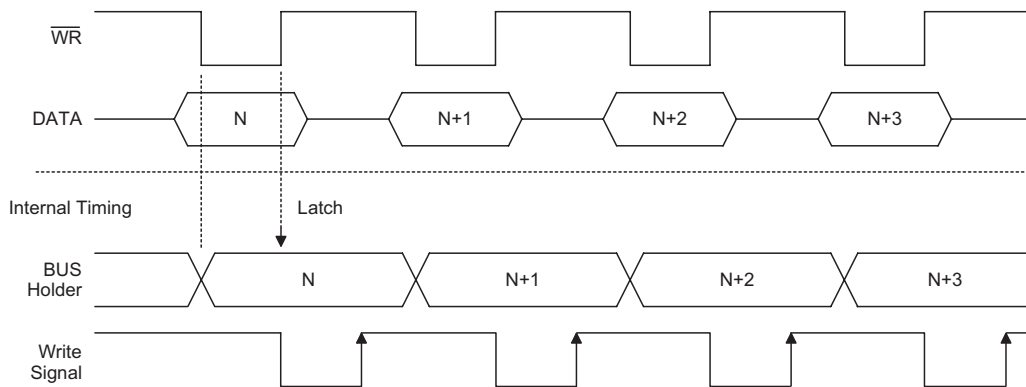 WR
DATA
N
N+1
N+2
N+3
Internal Timing
Latch
BUS
Holder
N
N+1
N+2
N+3
Write
Signal